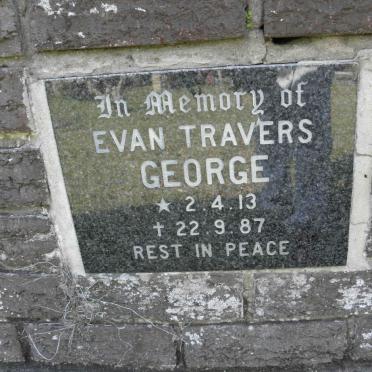 In Memory of
EVAN TRAVERS
GEORGE
★ 2.4.13
† 22.9.87
REST IN PEACE